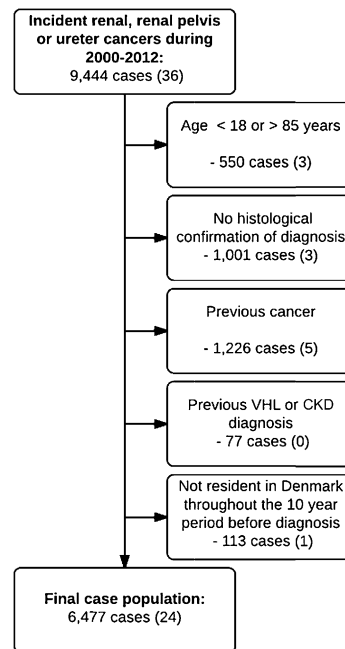 Incident renal, renal pelvis
or ureter cancers during
2000-2012:
9,444 cases (36)
Age < 18 or > 85 years
- 550 cases (3)
No histological
confirmation of diagnosis
- 1,001 cases (3)
Previous cancer
- 1,226 cases (5)
Previous VHL or CKD
diagnosis
- 77 cases (0)
Not resident in Denmark
throughout the 10 year
period before diagnosis
- 113 cases (1)
Final case population:
6,477 cases (24)